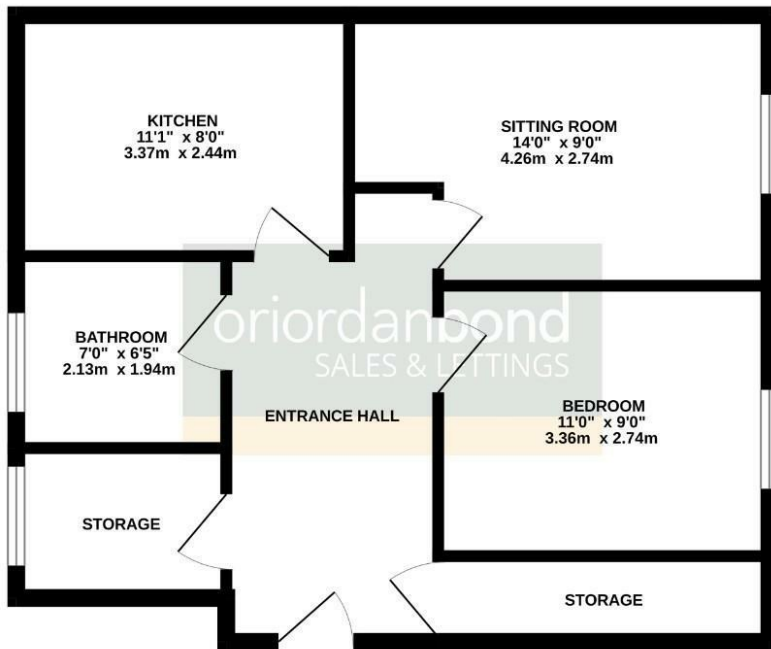 KITCHEN
11'1" x 8'0"
3.37m x 2.44m
SITTING ROOM
14'0" x 9'0"
4.26m x 2.74m
BATHROOM
7'0" x 6'5"
2.13m x 1.94m
oriordanbond
SALES & LETTINGS
ENTRANCE HALL
BEDROOM
11'0" x 9'0"
3.36m x 2.74m
STORAGE
STORAGE